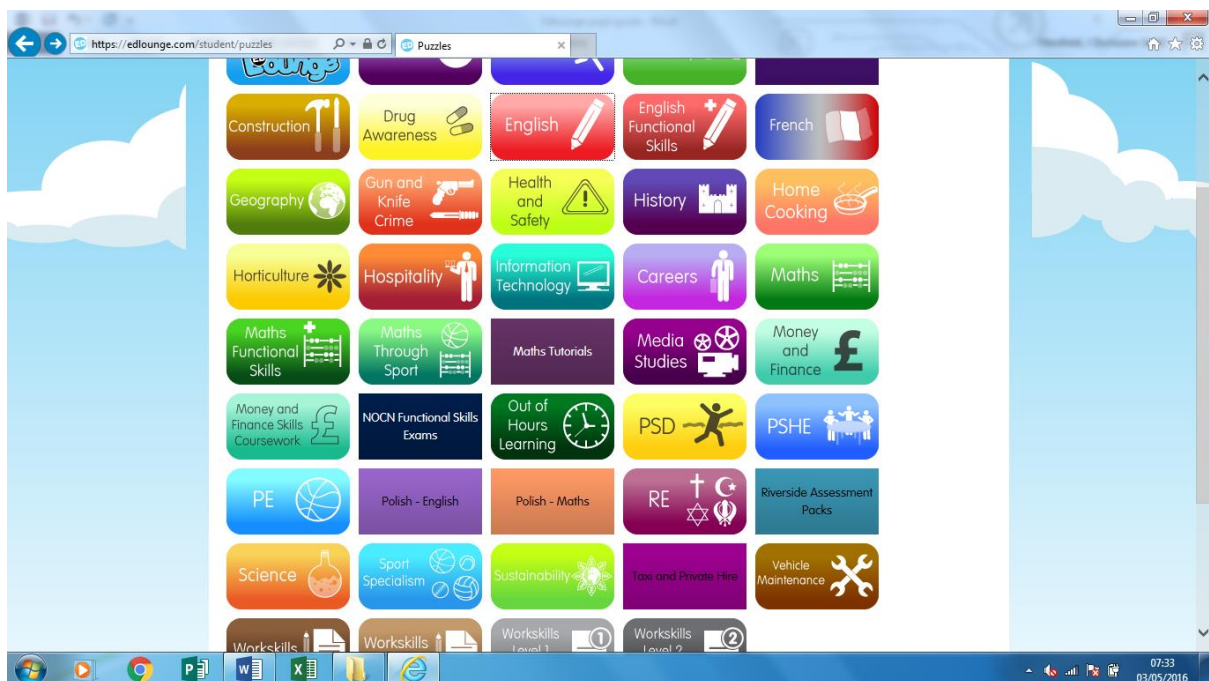 https://edlounge.com/student/puzzles
Puzzles
Lounge
Construction
Drug
Awareness
English
English
Functional
Skills
French
Geography
Gun and
Knife
Crime
Health
and
Safety
History
Home
Cooking
Horticulture
Hospitality
Information
Technology
Careers
Maths
Maths
Functional
Skills
Maths
Through
Sport
Maths Tutorials
Media
Studies
Money
and
Finance
Money and
Finance Skills
Coursework
NOCN Functional Skills
Exams
Out of
Hours
Learning
PSD
PSHE
PE
Polish - English
Polish - Maths
RE
Riverside Assessment
Packs
Science
Sport
Specialism
Sustainability
Taxi and Private Hire
Vehicle
Maintenance
Workskills
Workskills
Workskills
Level 1
1
Workskills
Level 2
2
07:33
03/05/2016